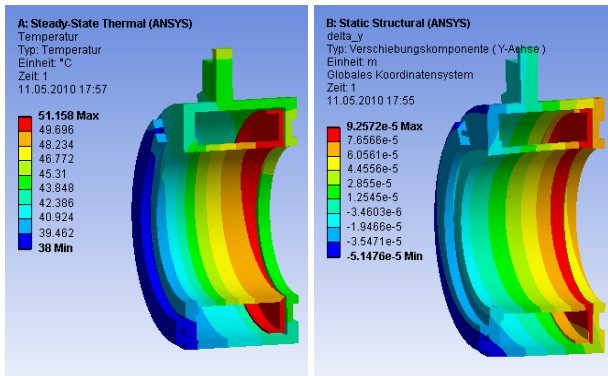 A: Steady-State Thermal (ANSYS)
Temperatur
Typ: Temperatur
Einheit: °C
Zeit: 1
11.05.2010 17:57
51.158 Max
49.696
48.234
46.772
45.31
43.848
42.386
40.924
39.462
38 Min
B: Static Structural (ANSYS)
delta_y
Typ: Verschiebungskomponente ( Y-Achse )
Einheit: m
Globales Koordinatensystem
Zeit: 1
11.05.2010 17:55
9.2572e-5 Max
7.6566e-5
6.0561e-5
4.4556e-5
2.855e-5
1.2545e-5
-3.4603e-6
-1.9466e-5
-3.5471e-5
-5.1476e-5 Min